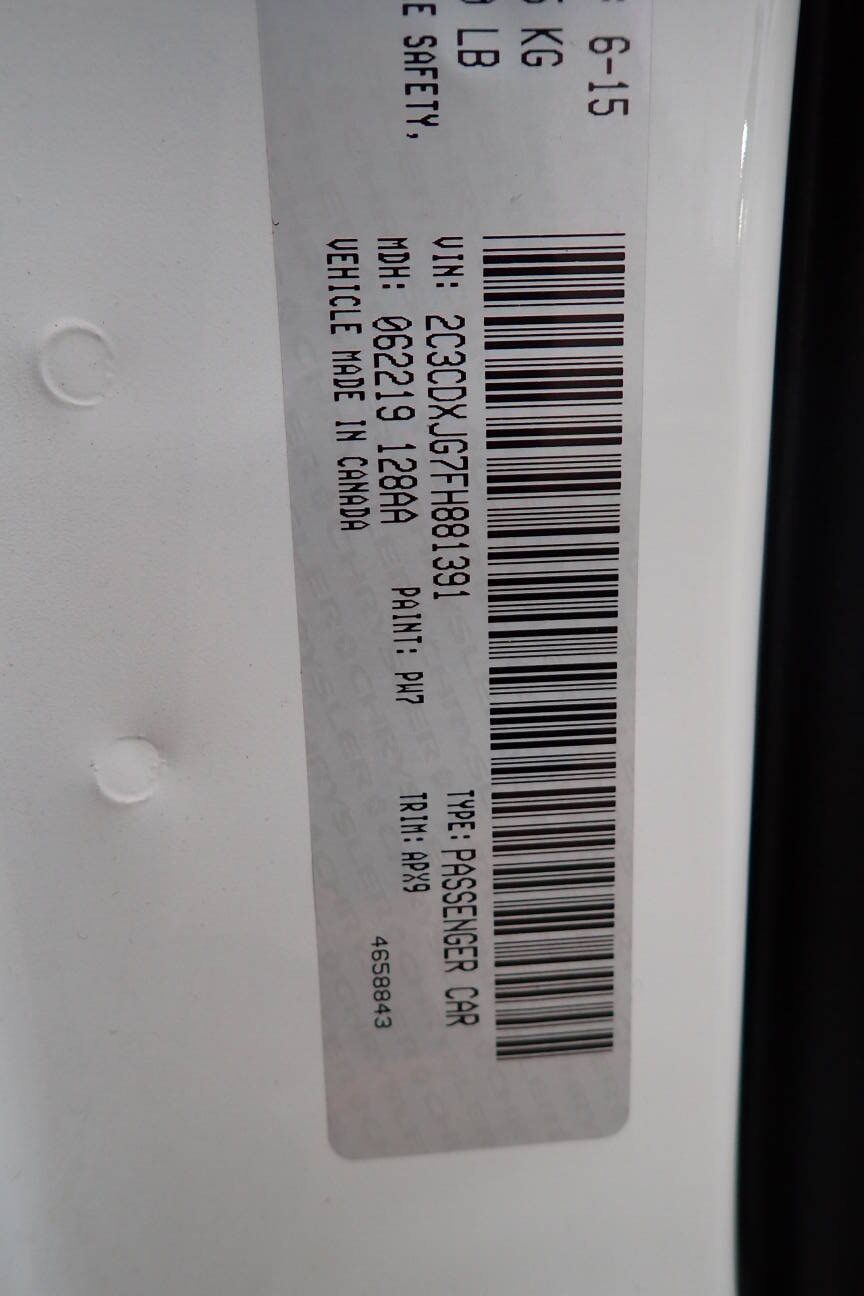 6-15
KG
LB
SAFETY,
VIN: 2C3CDXJG7FH881391 TYPE: PASSENGER CAR
MDH: 062219 128AA PAINT: PW7 TRIM: APX9
VEHICLE MADE IN CANADA
4658843